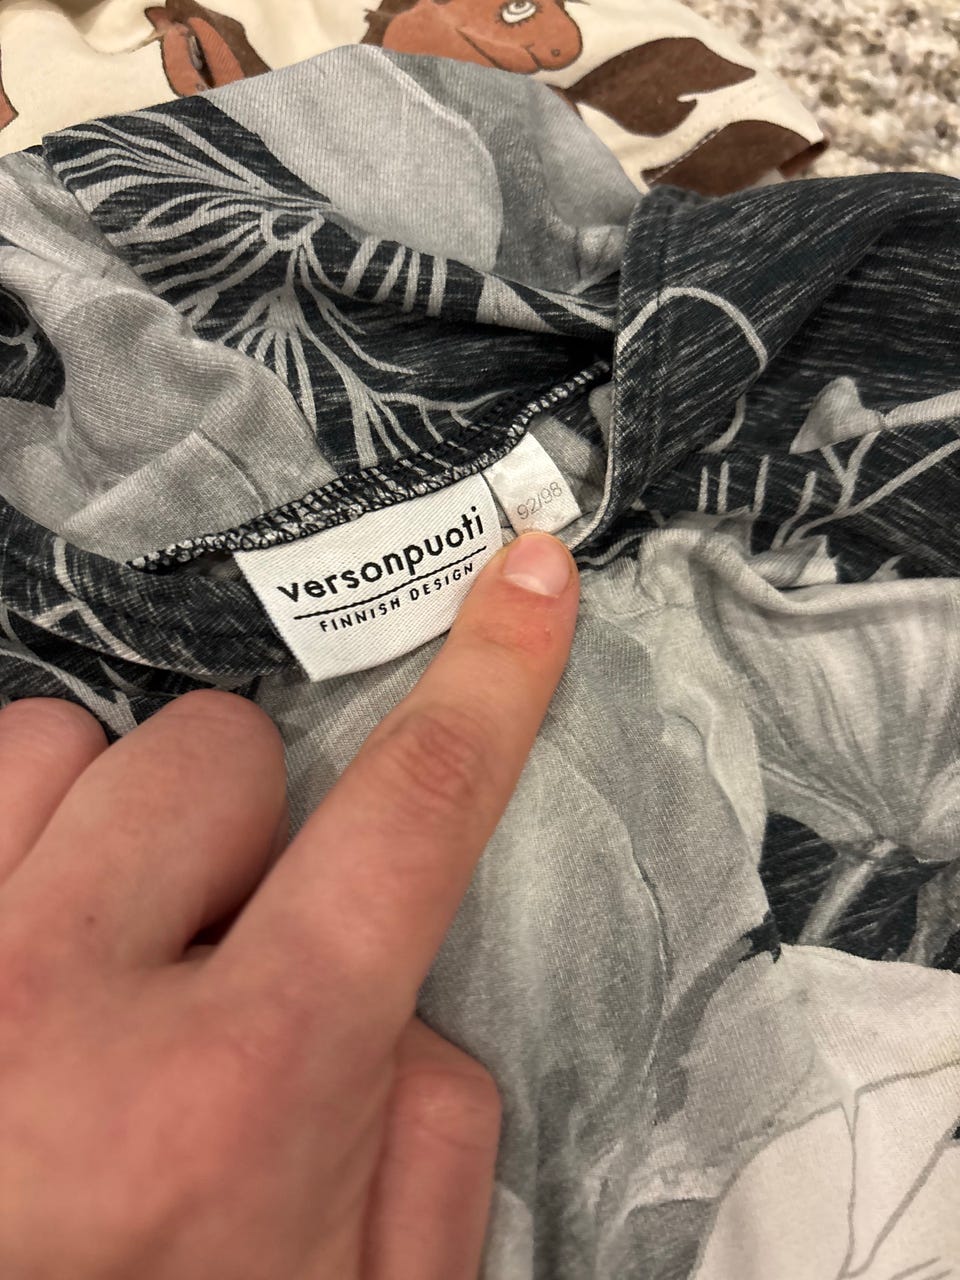 versonpuoti
FINNISH DESIGN
92/98